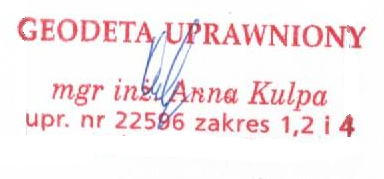 GEODETA UPRAWNIONY
mgr inż. Anna Kulpa
upr. nr 22596 zakres 1,2 i 4